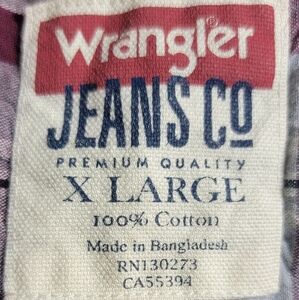 Wrangler
JEANS CO
PREMIUM QUALITY
X LARGE
100% Cotton
Made in Bangladesh
RN130273
CA55394